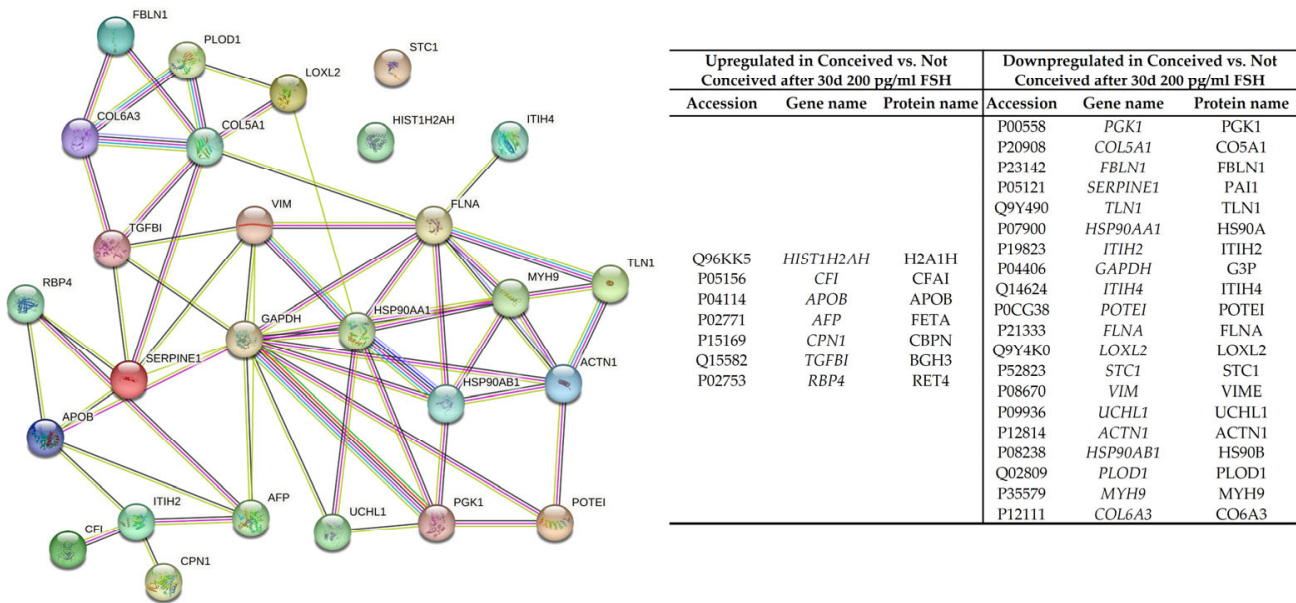 FBLN1
PLOD1
STC1
LOXL2
COL6A3
COL5A1
HIST1H2AH
ITIH4
VIM
FLNA
TGFBI
TLN1
MYH9
RBP4
HSP90AA1
GAPDH
SERPINE1
ACTN1
HSP90AB1
APOB
ITIH2
AFP
UCHL1
PGK1
POTEI
CFI
CPN1
Upregulated in Conceived vs. Not
Conceived after 30d 200 pg/ml FSH
Accession Gene name Protein name
Q96KK5 HIST1H2AH H2A1H
P05156 CFI CFAI
P04114 APOB APOB
P02771 AFP FETA
P15169 CPN1 CBPN
Q15582 TGFBI BGH3
P02753 RBP4 RET4
Downpregulated in Conceived vs. Not
Conceived after 30d 200 pg/ml FSH
Accession Gene name Protein name
P00558 PGK1 PGK1
P20908 COL5A1 CO5A1
P23142 FBLN1 FBLN1
P05121 SERPINE1 PAI1
Q9Y490 TLN1 TLN1
P07900 HSP90AA1 HS90A
P19823 ITIH2 ITIH2
P04406 GAPDH G3P
Q14624 ITIH4 ITIH4
P0CG38 POTEI POTEI
P21333 FLNA FLNA
Q9Y4K0 LOXL2 LOXL2
P52823 STC1 STC1
P08670 VIM VIME
P09936 UCHL1 UCHL1
P12814 ACTN1 ACTN1
P08238 HSP90AB1 HS90B
Q02809 PLOD1 PLOD1
P35579 MYH9 MYH9
P12111 COL6A3 CO6A3